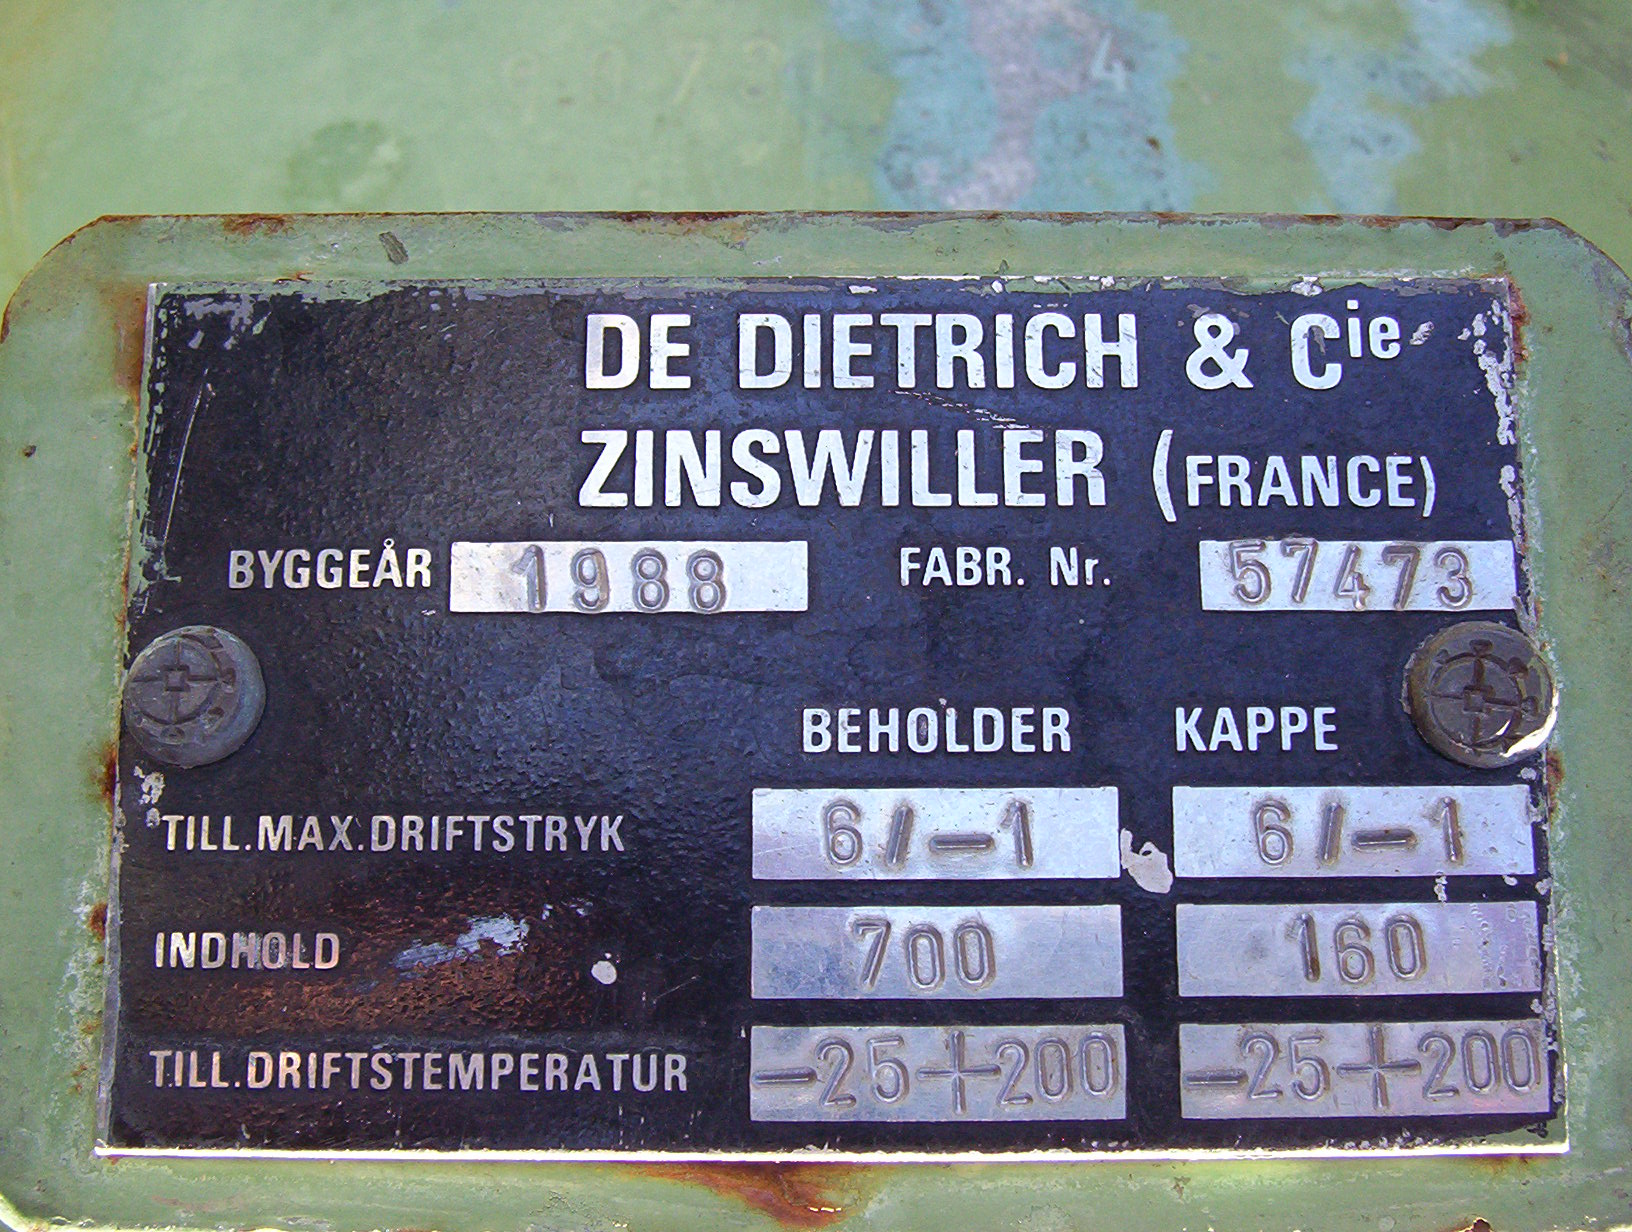 DE DIETRICH & Cie
ZINSWILLER (FRANCE)
BYGGEÅR 1988 FABR. Nr. 57473
BEHOLDER KAPPE
TILL.MAX.DRIFTSTRYK 6/-1 6/-1
INDHOLD 700 160
TILL.DRIFTSTEMPERATUR -25+200 -25+200